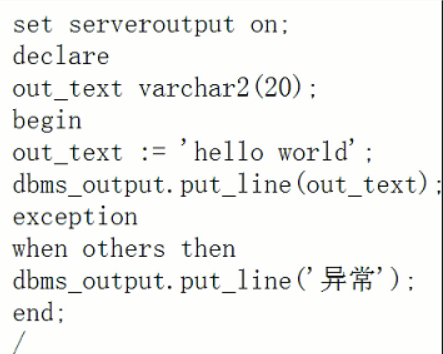 set serveroutput on;
declare
out_text varchar2(20);
begin
out_text := 'hello world';
dbms_output.put_line(out_text);
exception
when others then
dbms_output.put_line('异常');
end;
/